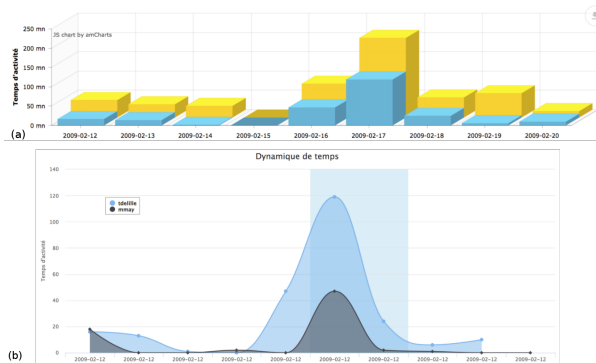 250 mn
JS chart by amCharts
200 mn
150 mn
100 mn
50 mn
0 mn
Temps d'activité
(a)
2009-02-12 2009-02-13 2009-02-14 2009-02-15 2009-02-16 2009-02-17 2009-02-18 2009-02-19 2009-02-20
Dynamique de temps
140
120
100
80
60
40
20
0
Temps d'activité
tdelille
mmay
(b)
2009-02-12 2009-02-12 2009-02-12 2009-02-12 2009-02-12 2009-02-12 2009-02-12 2009-02-12 2009-02-12 2009-02-12